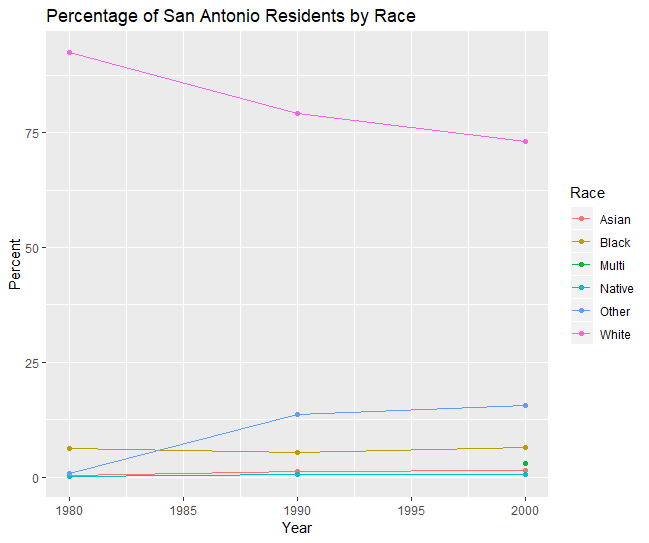 Percentage of San Antonio Residents by Race
75
50
25
0
Percent
1980 1985 1990 1995 2000
Year
Race
Asian
Black
Multi
Native
Other
White